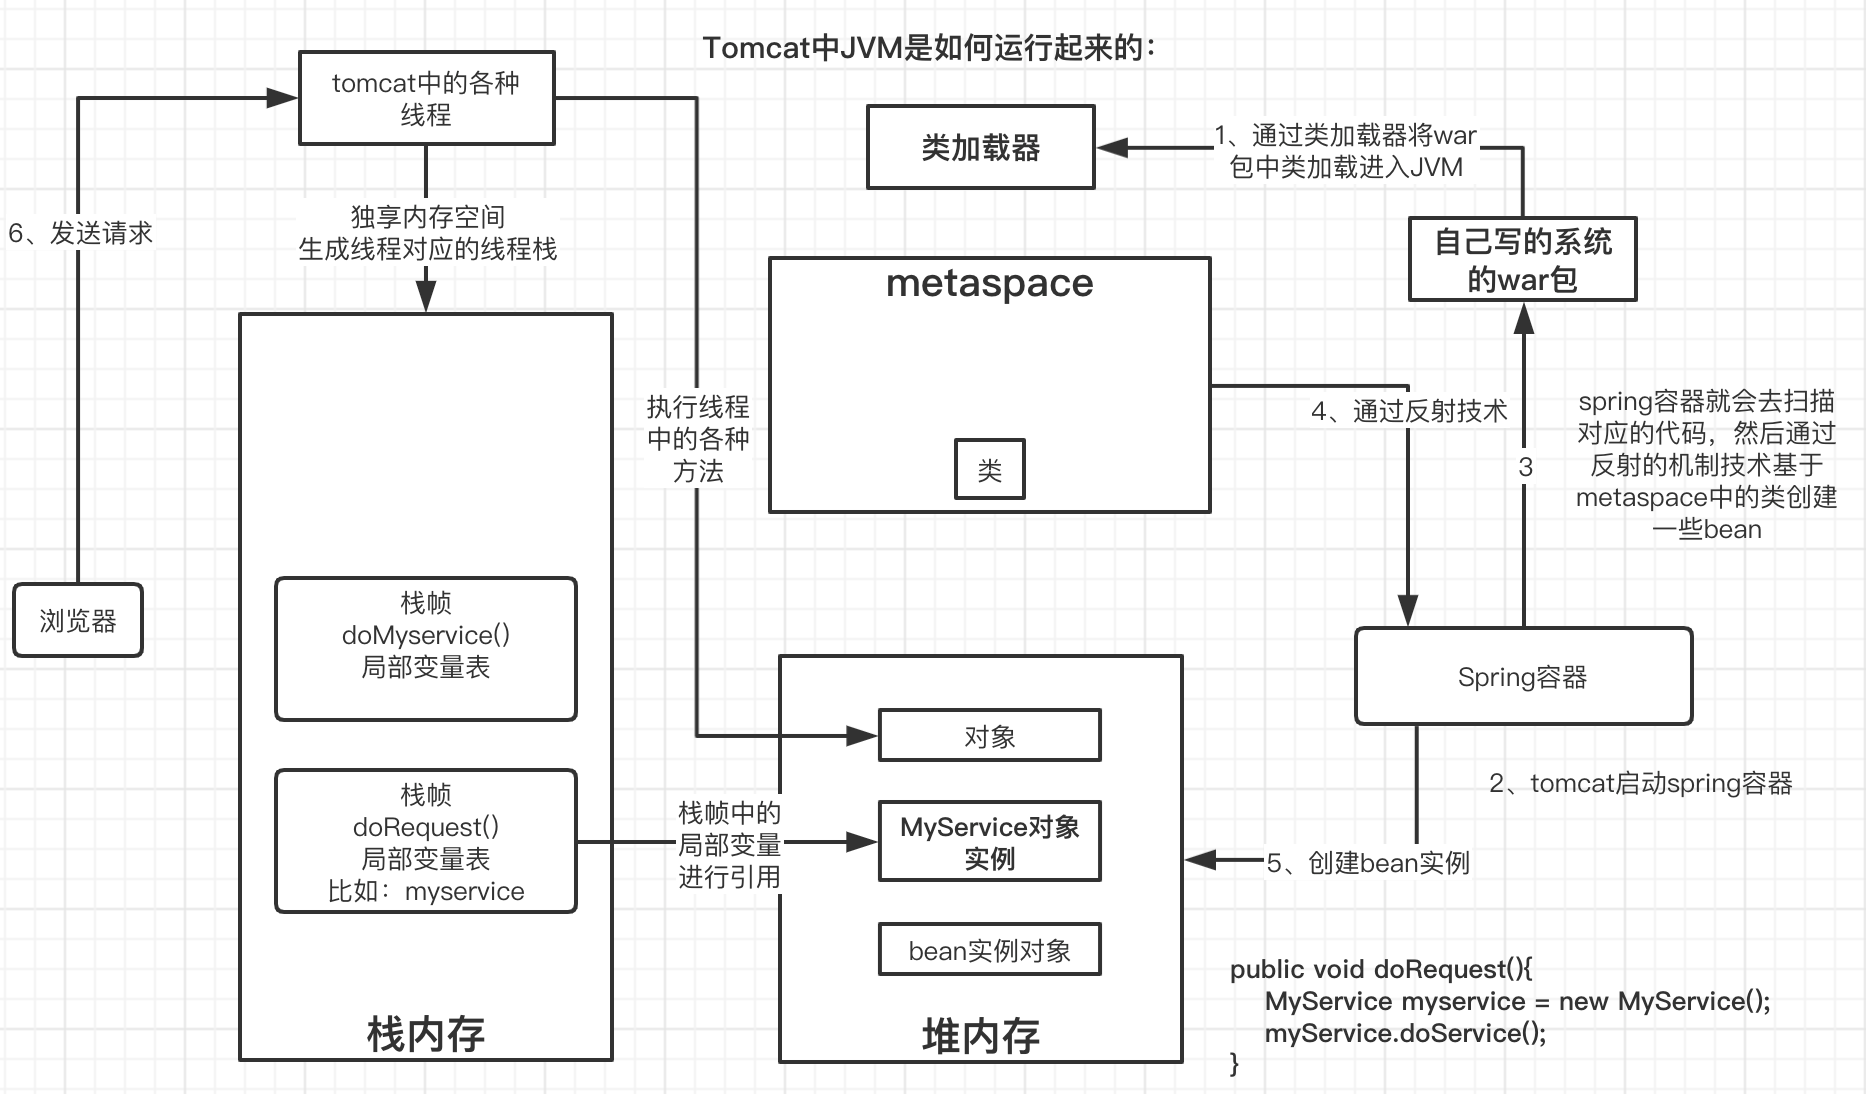 Tomcat中JVM是如何运行起来的：
tomcat中的各种
线程
类加载器
1、通过类加载器将war
包中类加载进入JVM
6、发送请求
独享内存空间
生成线程对应的线程栈
自己写的系统
的war包
metaspace
类
执行线程
中的各种
方法
4、通过反射技术
3
spring容器就会去扫描
对应的代码，然后通过
反射的机制技术基于
metaspace中的类创建
一些bean
浏览器
栈帧
doMyservice()
局部变量表
Spring容器
对象
2、tomcat启动spring容器
栈帧
doRequest()
局部变量表
比如：myservice
栈帧中的
局部变量
进行引用
MyService对象
实例
5、创建bean实例
bean实例对象
栈内存
堆内存
public void doRequest(){
MyService myservice = new MyService();
myService.doService();
}